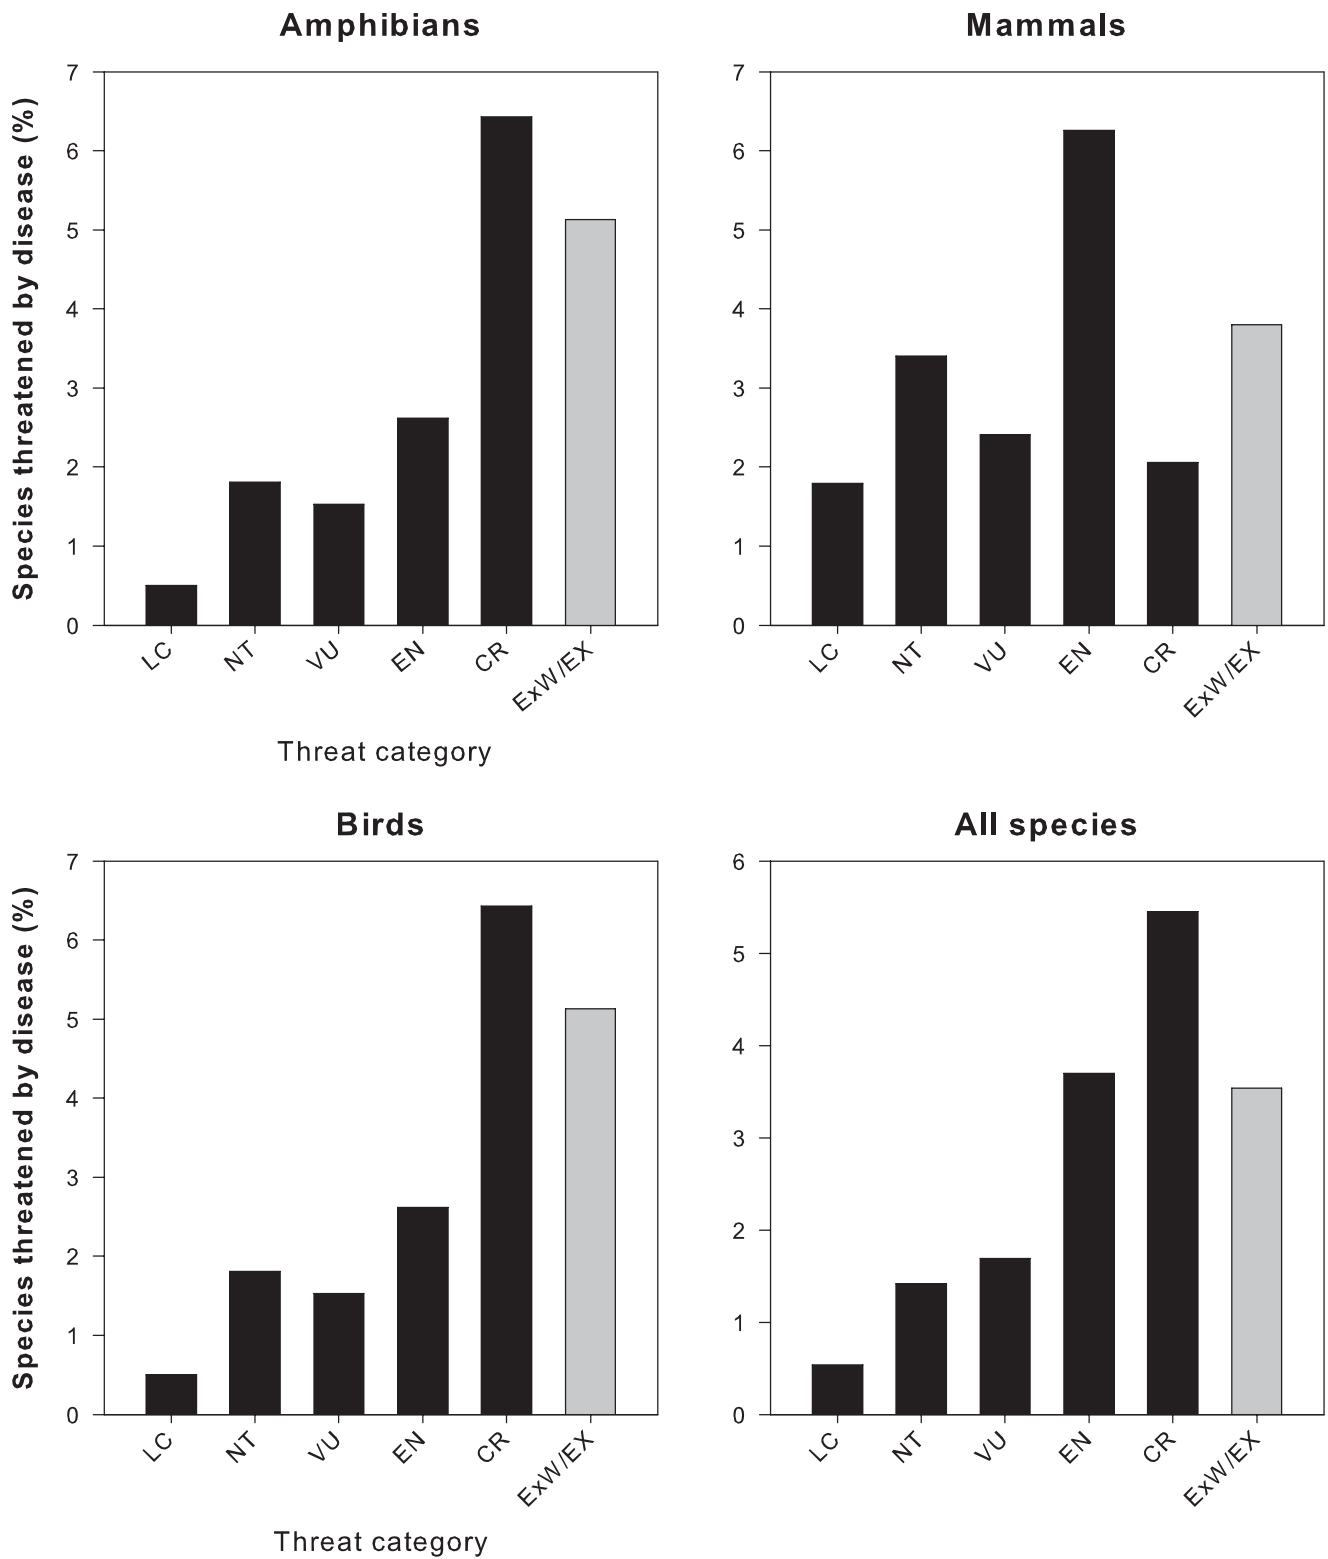 Amphibians
Species threatened by disease (%)
7
6
5
4
3
2
1
0
LC
NT
VU
EN
CR
ExW/EX
Threat category
Mammals
7
6
5
4
3
2
1
0
LC
NT
VU
EN
CR
ExW/EX
Birds
Species threatened by disease (%)
7
6
5
4
3
2
1
0
LC
NT
VU
EN
CR
ExW/EX
Threat category
All species
6
5
4
3
2
1
0
LC
NT
VU
EN
CR
ExW/EX